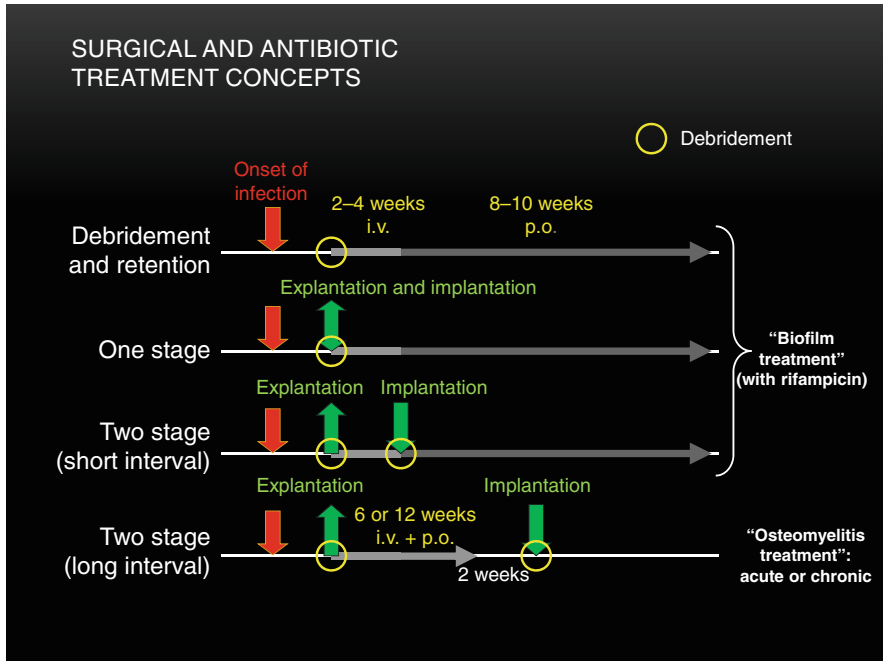 SURGICAL AND ANTIBIOTIC
TREATMENT CONCEPTS
Debridement
Onset of
infection
2–4 weeks
i.v.
8–10 weeks
p.o.
Debridement
and retention
Explantation and implantation
One stage
"Biofilm
treatment"
(with rifampicin)
Explantation
Implantation
Two stage
(short interval)
Explantation
Implantation
6 or 12 weeks
i.v. + p.o.
Two stage
(long interval)
2 weeks
"Osteomyelitis
treatment":
acute or chronic